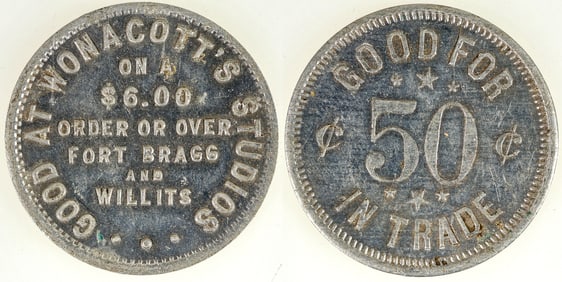 GOOD AT WONACOTT'S STUDIOS
ON A
$6.00
ORDER OR OVER
FORT BRAGG
AND
WILLITS
GOOD FOR
¢ 50 ¢
IN TRADE